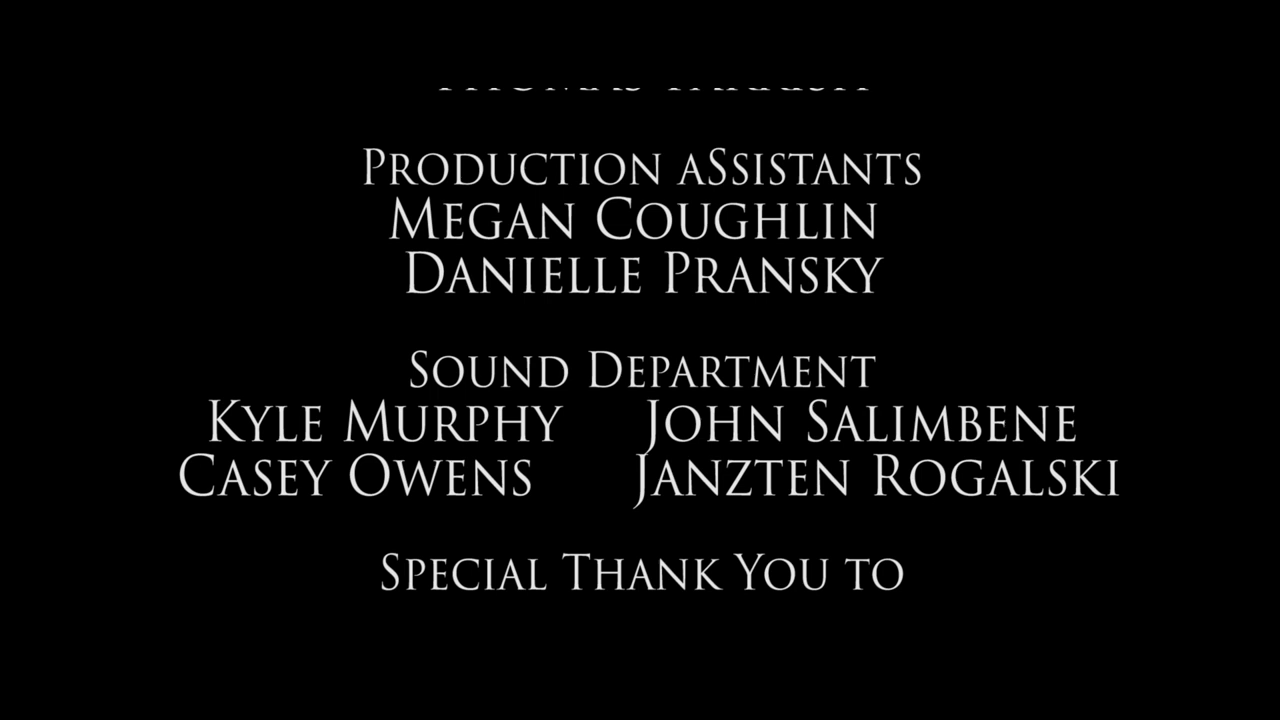 Production aSsistants
Megan Coughlin
Danielle Pransky
Sound Department
Kyle Murphy John Salimbene
Casey Owens Janzten Rogalski
Special Thank You to